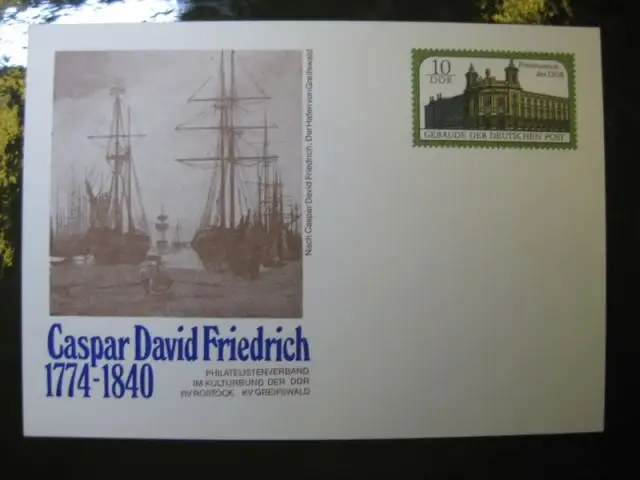 Nach Caspar David Friedrich. Der Hafen von Greifswald
Caspar David Friedrich
1774-1840
PHILATELISTENVERBAND
IM KULTURBUND DER DDR
BV ROSTOCK KV GREIFSWALD
10
DDR
Postmuseum
der DDR
GEBÄUDE DER DEUTSCHEN POST